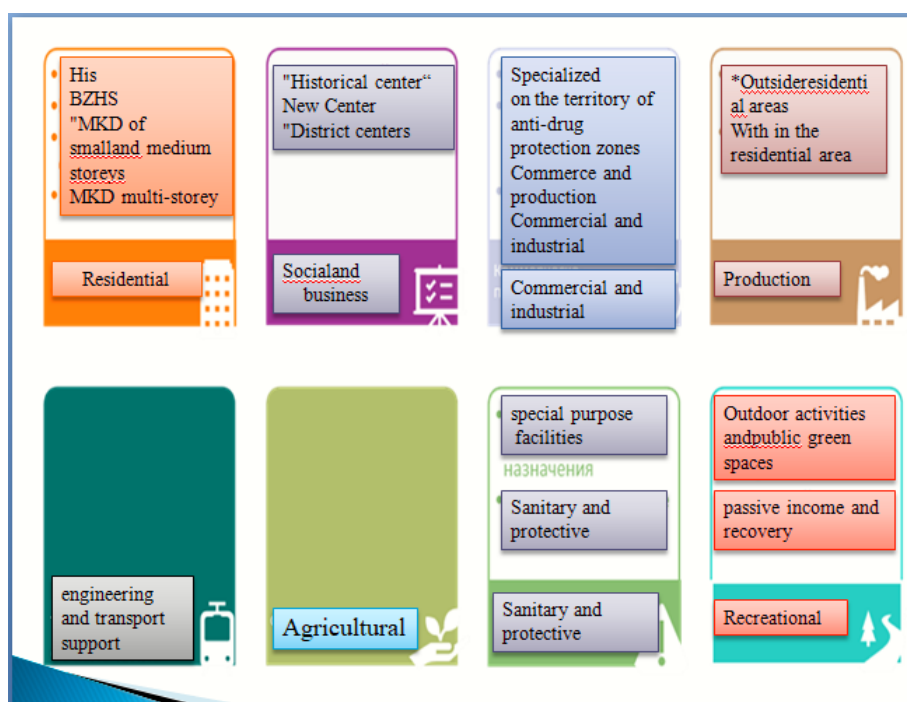 His
BZHS
"MKD of
smalland medium
storeys
MKD multi-storey
Residential
"Historical center“
New Center
"District centers
Socialand
business
Specialized
on the territory of
anti-drug
protection zones
Commerce and
production
Commercial and
industrial
Commercial and
industrial
*Outsideresidenti
al areas
With in the
residential area
Production
engineering
and transport
support
Agricultural
special purpose
facilities
назначения
Sanitary and
protective
Sanitary and
protective
Outdoor activities
andpublic green
spaces
passive income and
recovery
Recreational